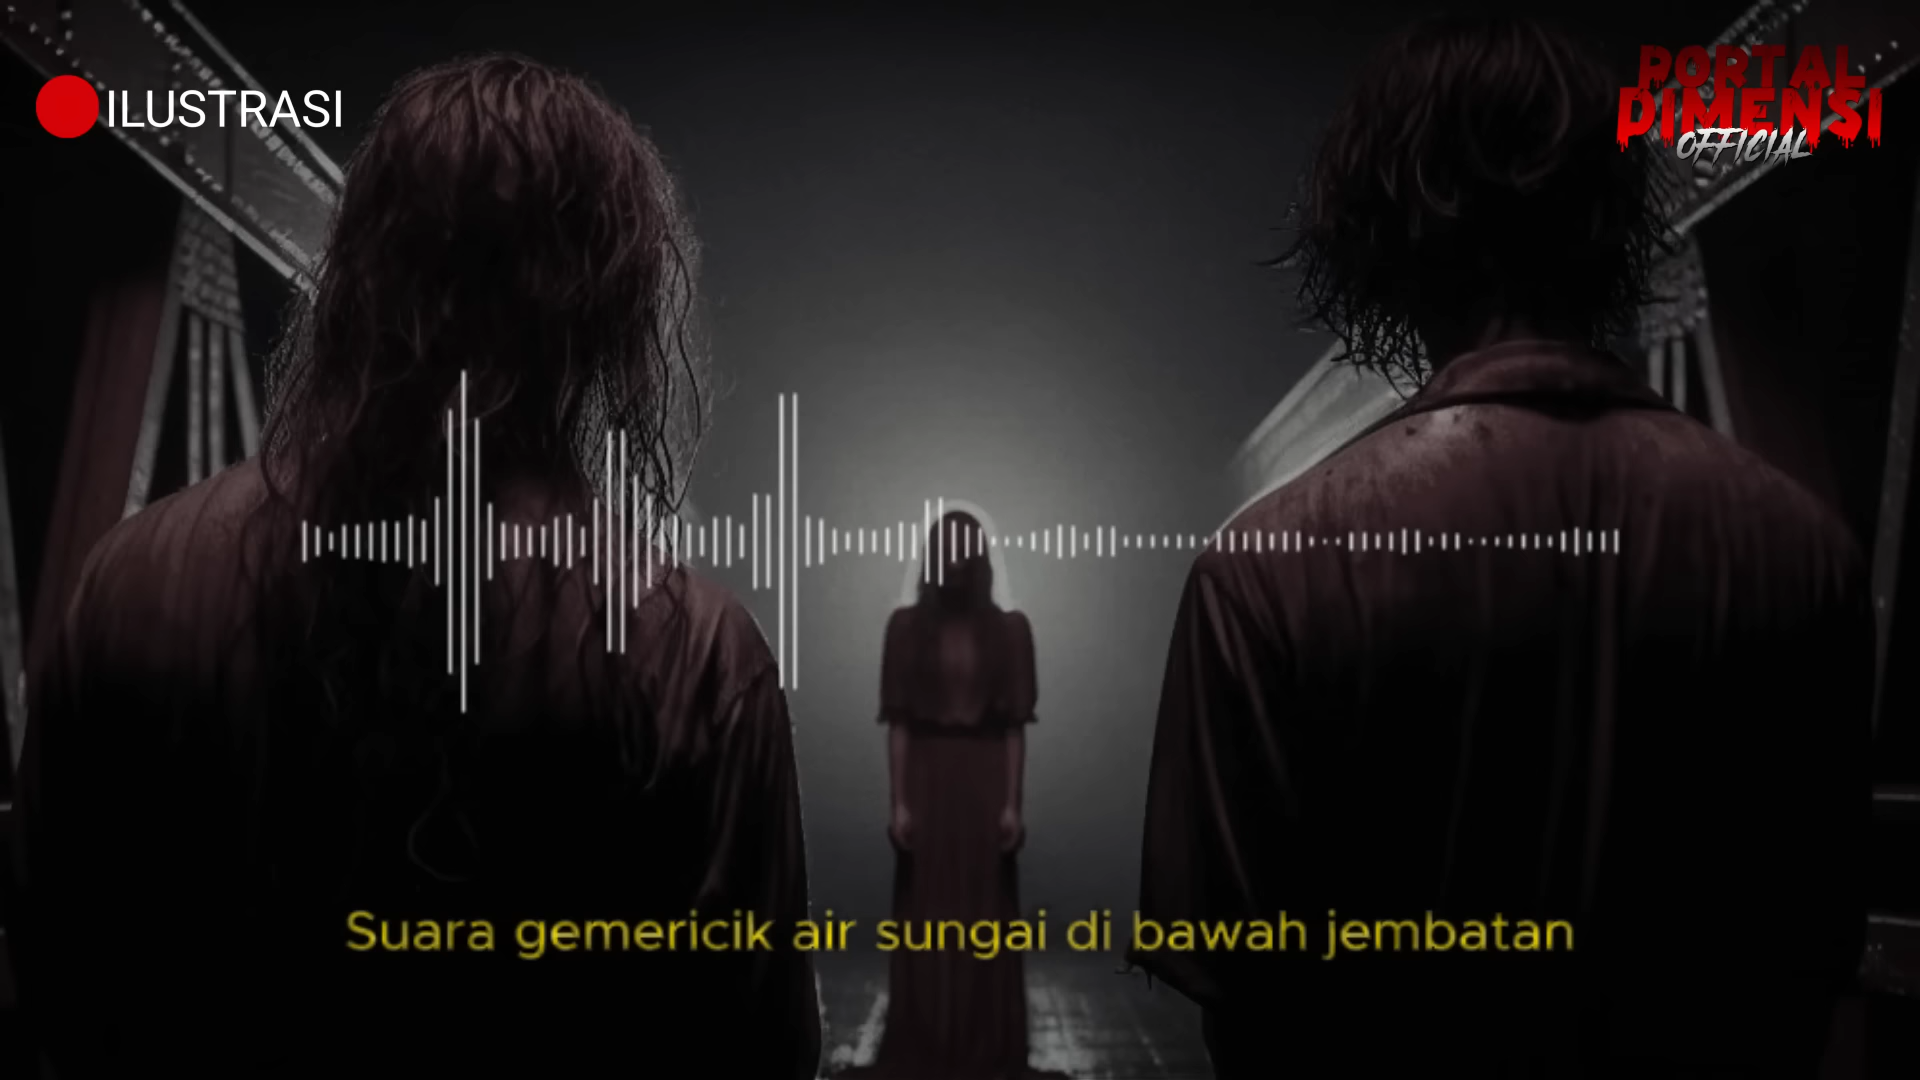 ILUSTRASI
PORTAL
DIMENSI
OFFICIAL
Suara gemericik air sungai di bawah jembatan